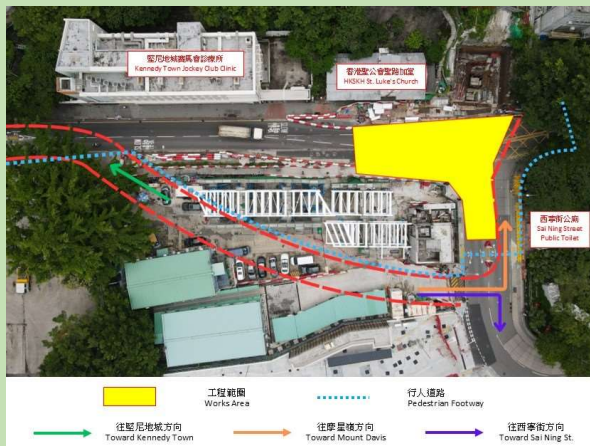 堅尼地城賽馬會診療所
Kennedy Town Jockey Club Clinic
香港聖公會聖路加堂
HKSKH St. Luke's Church
西寧街公廁
Sai Ning Street
Public Toilet
工程範圍
Works Area
行人道路
Pedestrian Footway
往堅尼地城方向
Toward Kennedy Town
往摩星嶺方向
Toward Mount Davis
往西寧街方向
Toward Sai Ning St.